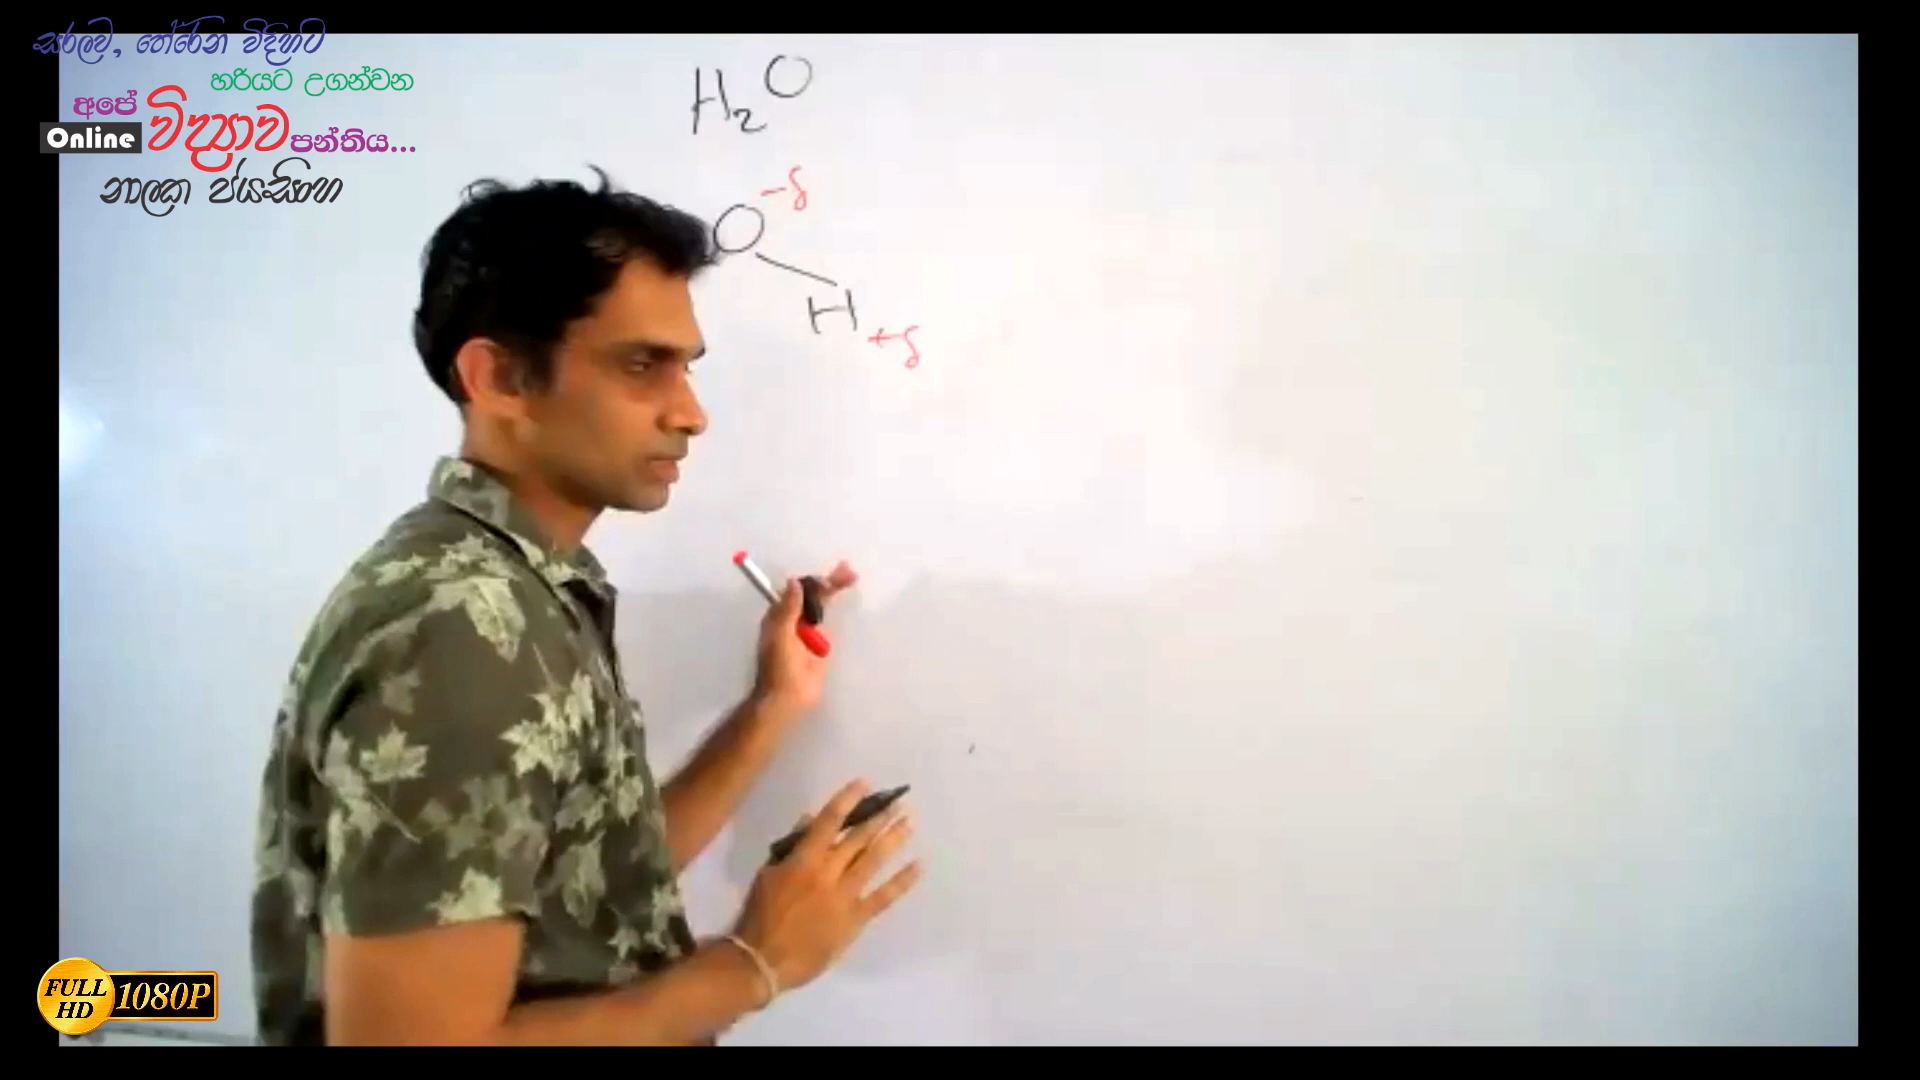 සරලව, තේරෙන විදිහට
හරියට උගන්වන
අපේ
Online විද්‍යාව පන්තිය...
නාලක ජයසිංහ
H₂O
O -δ
H +δ
FULL HD 1080P